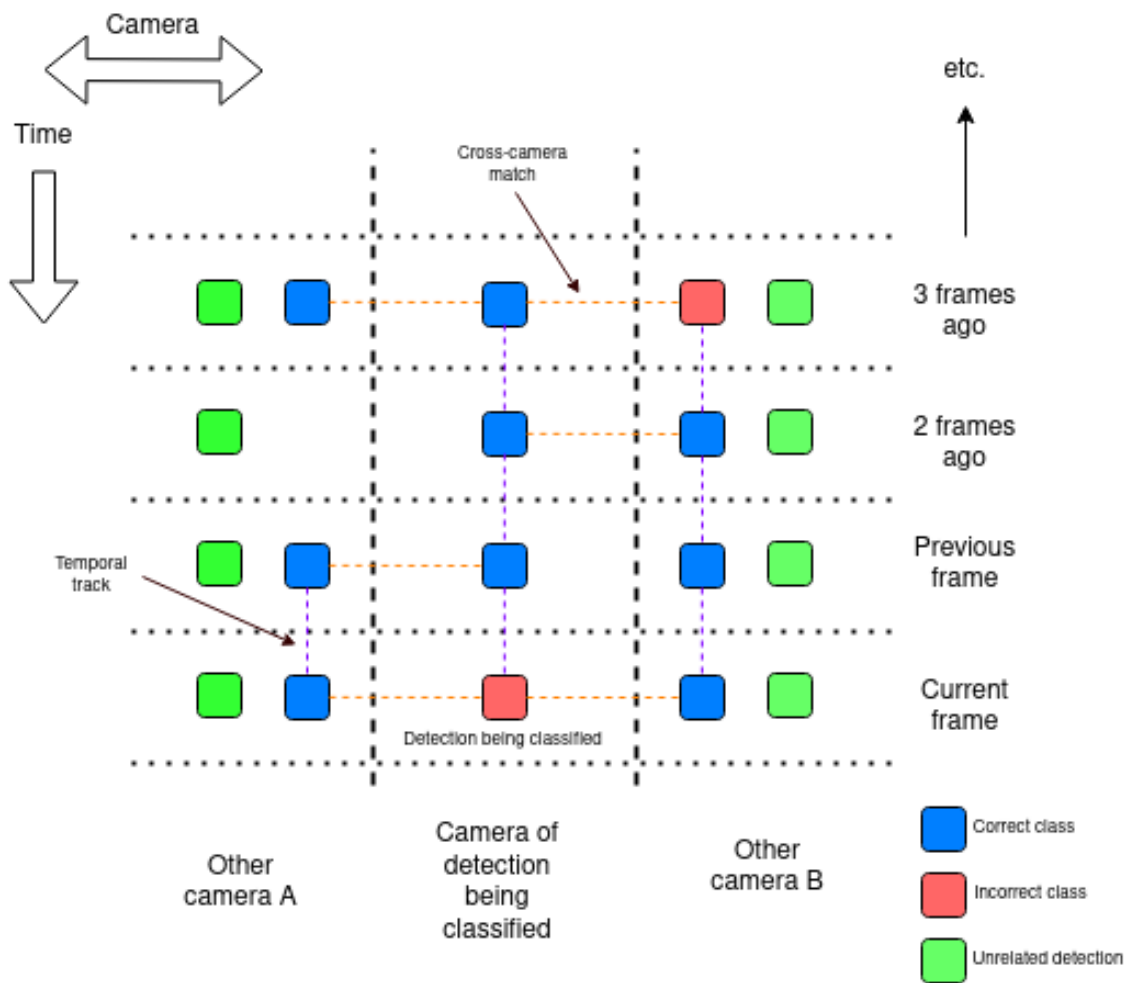 Camera
etc.
Time
Cross-camera
match
3 frames
ago
2 frames
ago
Temporal
track
Previous
frame
Current
frame
Detection being classified
Camera of
detection
being
classified
Other
camera A
Other
camera B
Correct class
Incorrect class
Unrelated detection